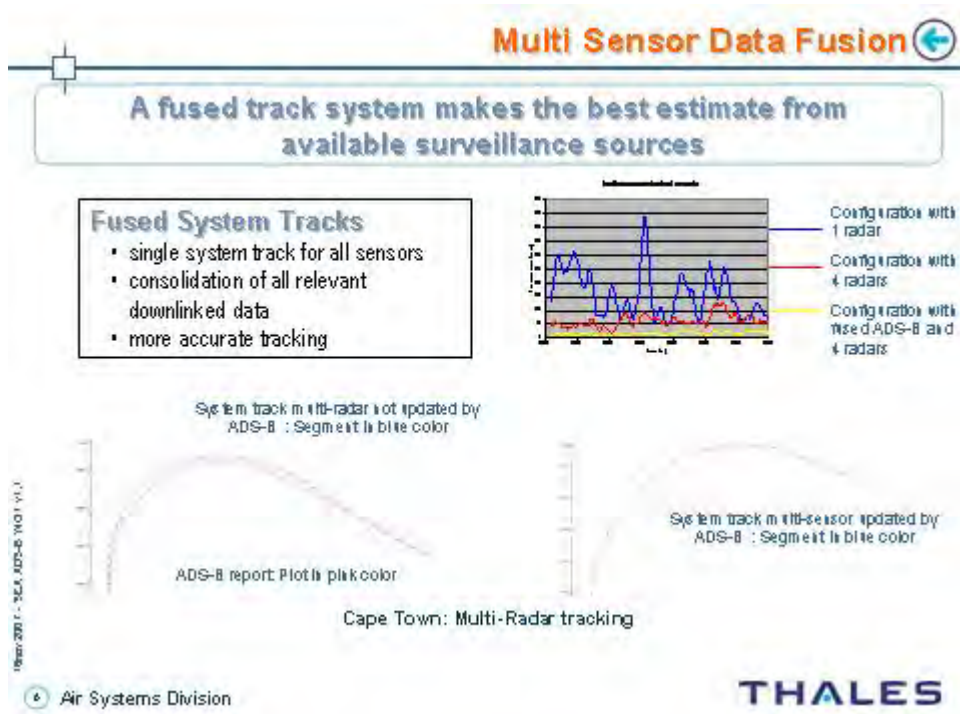 Multi Sensor Data Fusion
A fused track system makes the best estimate from
available surveillance sources
Fused System Tracks
• single system track for all sensors
• consolidation of all relevant
downlinked data
• more accurate tracking
Configuration with
1 radar
Configuration with
4 radars
Configuration with
fused ADS-B and
4 radars
System track multi-radar not updated by
ADS-B : Segment in blue color
ADS-B report: Plot in pink color
System track multi-sensor updated by
ADS-B : Segment in blue color
Cape Town: Multi-Radar tracking
6 Air Systems Division
THALES